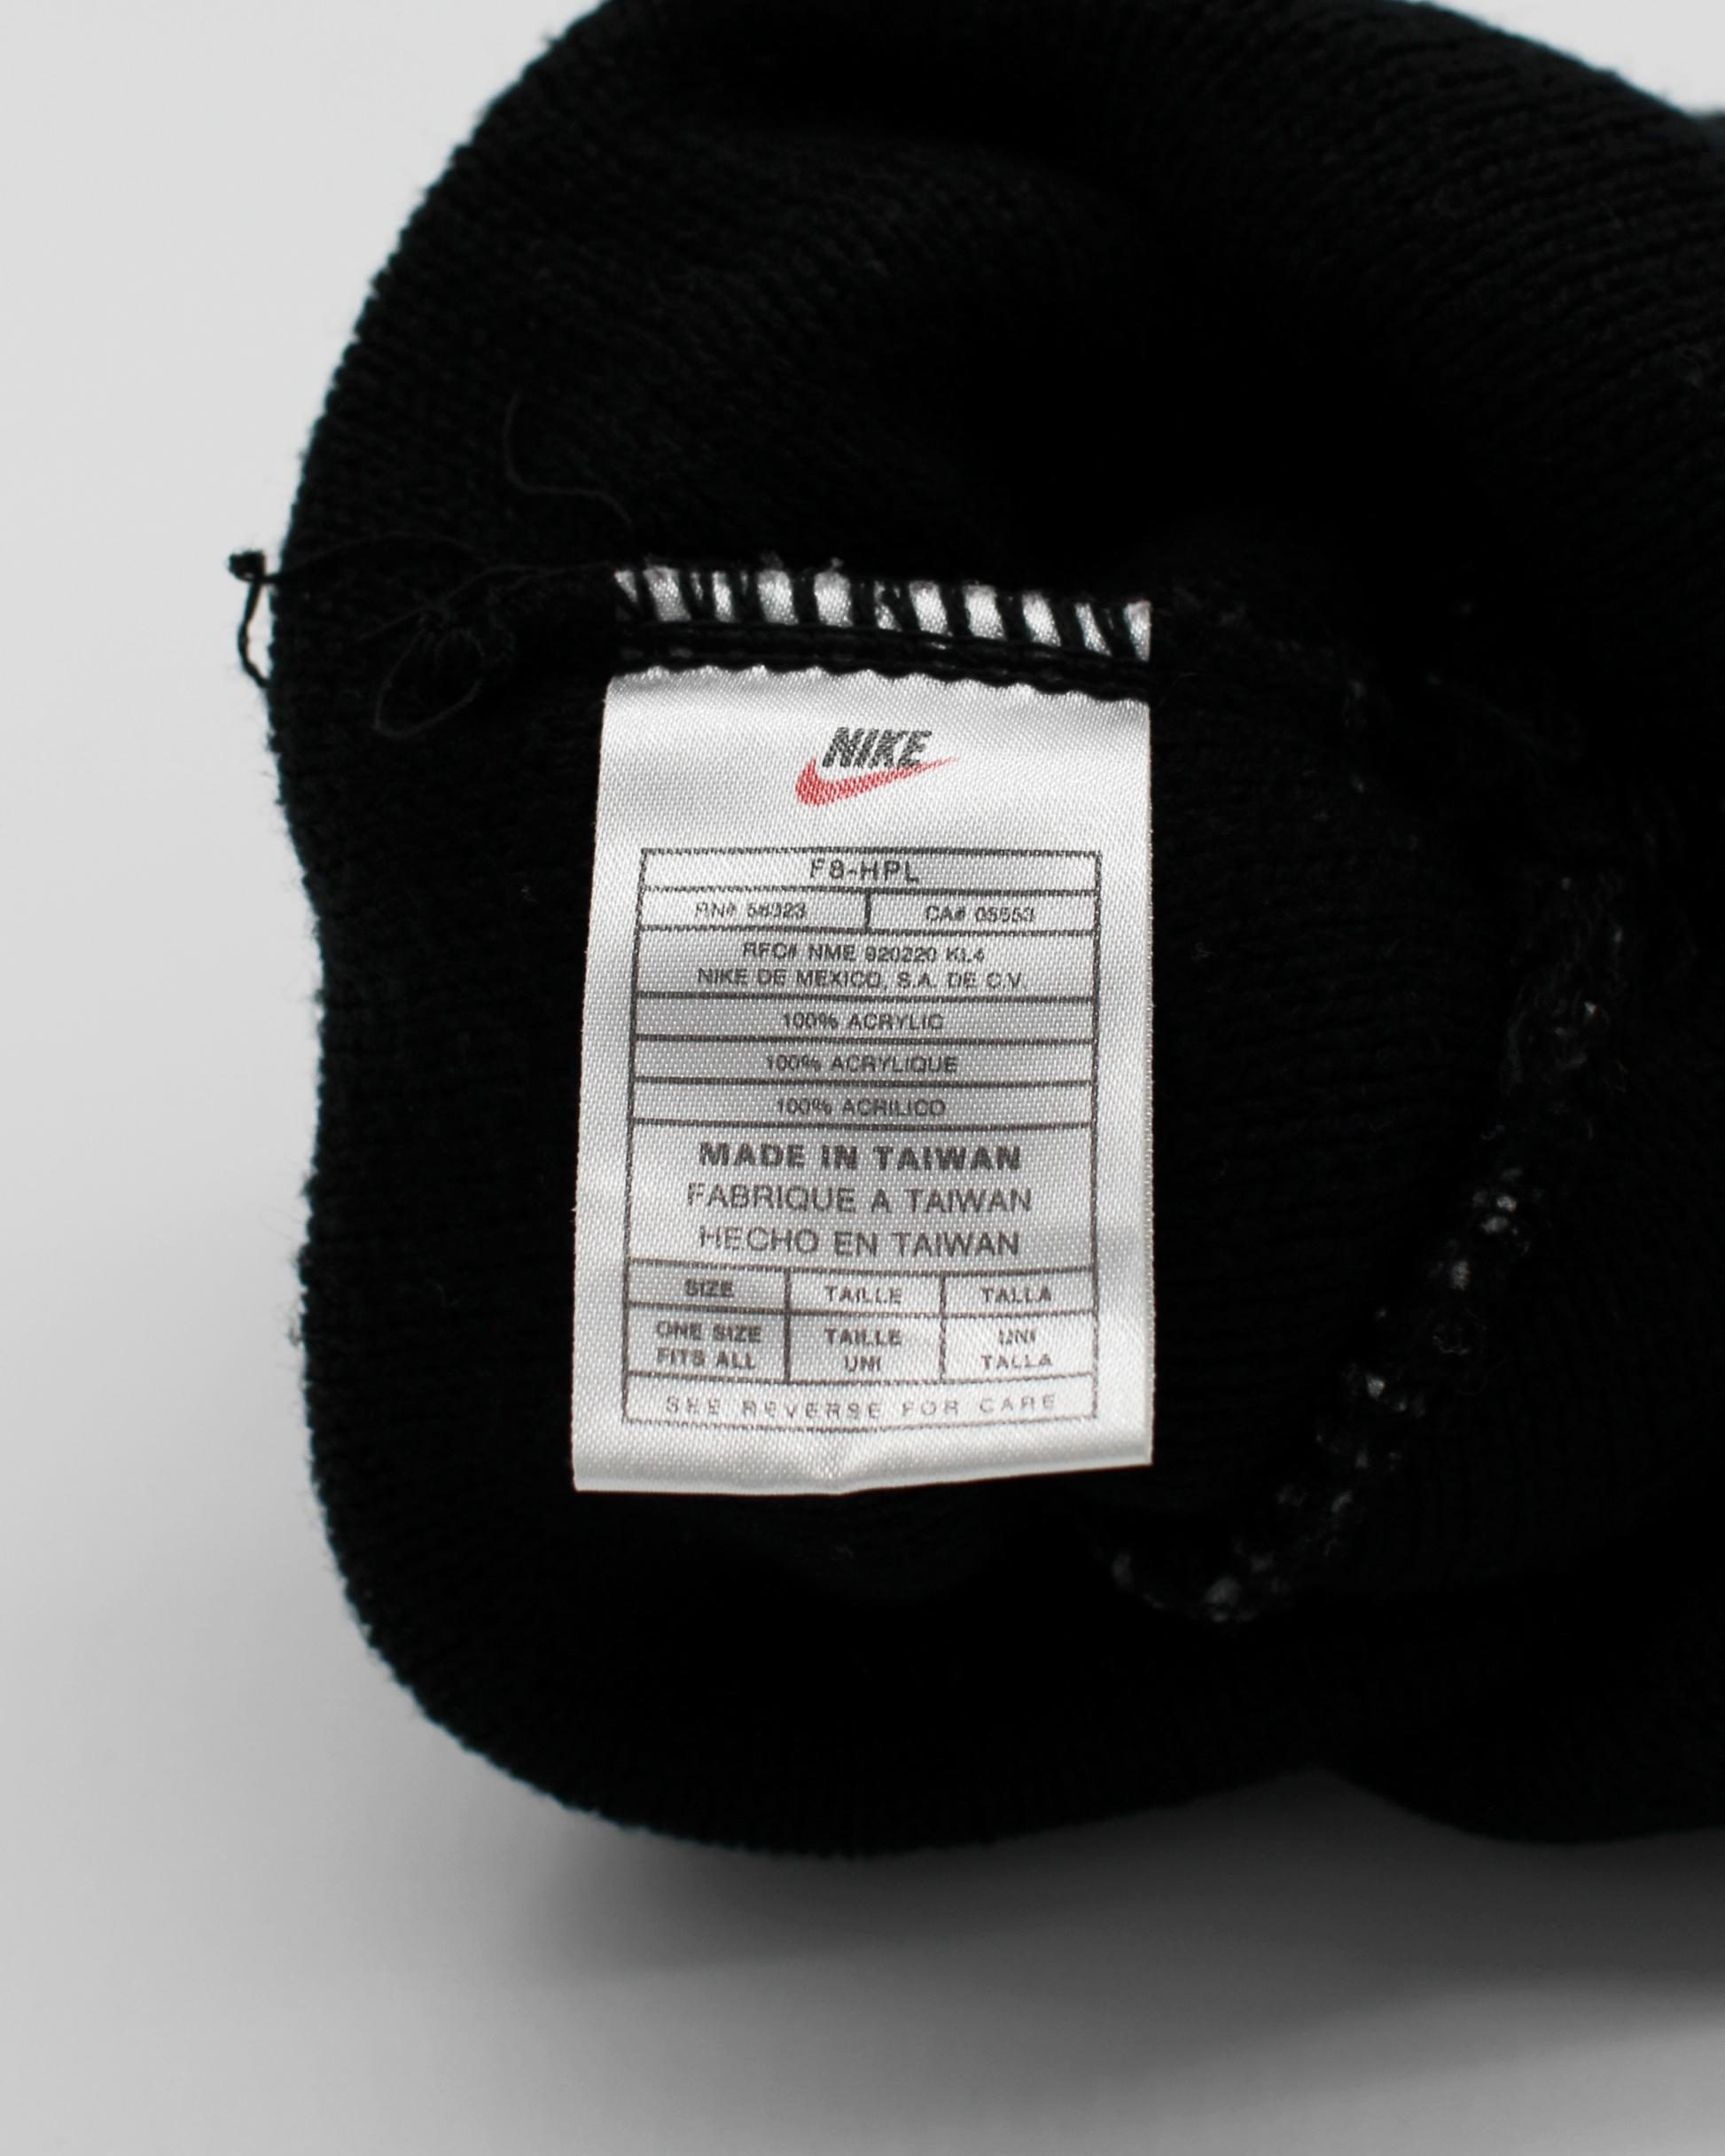 NIKE
F8-HPL
RN# 56323 CA# 05553
RFC# NME 920220 KL4
NIKE DE MEXICO, S.A. DE C.V.
100% ACRYLIC
100% ACRYLIQUE
100% ACRILICO
MADE IN TAIWAN
FABRIQUE A TAIWAN
HECHO EN TAIWAN
SIZE TAILLE TALLA
ONE SIZE TAILLE UNI
FITS ALL UNI TALLA
SEE REVERSE FOR CARE